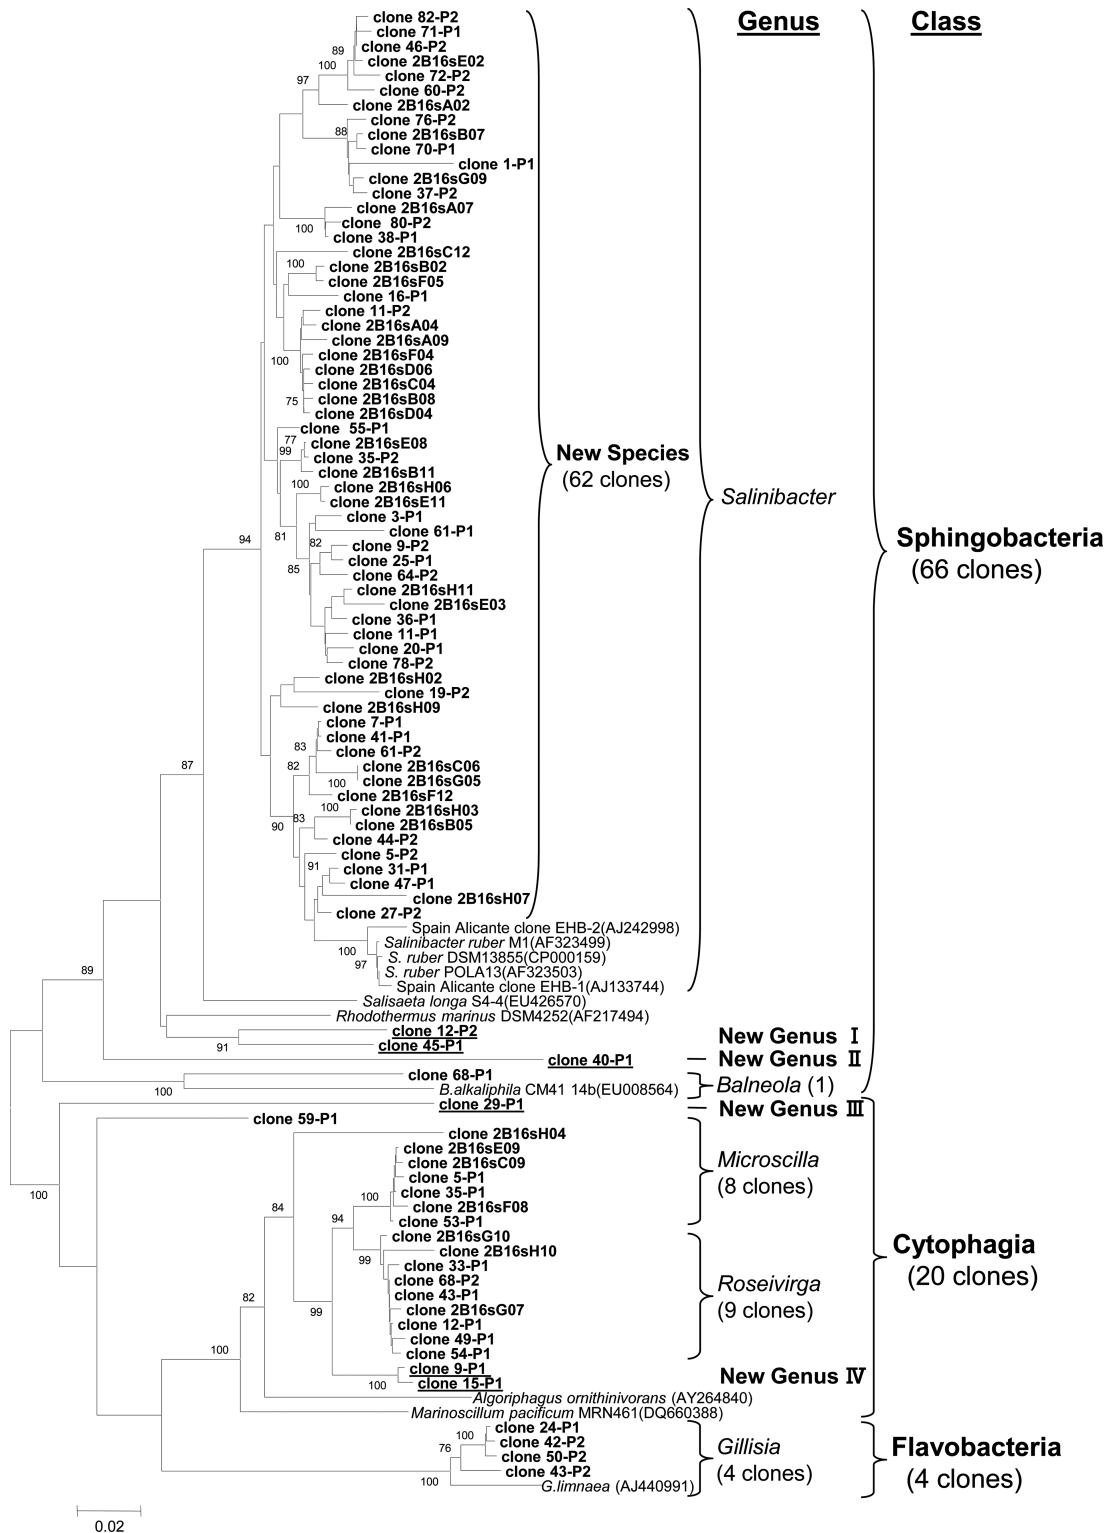 Genus
Class
clone 82-P2
clone 71-P1
clone 46-P2
89
clone 2B16sE02
100
clone 72-P2
97
clone 60-P2
clone 2B16sA02
clone 76-P2
88
clone 2B16sB07
clone 70-P1
clone 1-P1
clone 2B16sG09
clone 37-P2
clone 2B16sA07
clone 80-P2
100
clone 38-P1
clone 2B16sC12
100
clone 2B16sB02
clone 2B16sF05
clone 16-P1
clone 11-P2
clone 2B16sA04
clone 2B16sA09
100
clone 2B16sF04
clone 2B16sD06
clone 2B16sC04
75
clone 2B16sB08
clone 2B16sD04
clone 55-P1
77
clone 2B16sE08
99
clone 35-P2
clone 2B16sB11
100
clone 2B16sH06
clone 2B16sE11
clone 3-P1
clone 61-P1
81
82
clone 9-P2
clone 25-P1
85
clone 64-P2
clone 2B16sH11
clone 2B16sE03
clone 36-P1
clone 11-P1
clone 20-P1
clone 78-P2
clone 2B16sH02
clone 19-P2
clone 2B16sH09
clone 7-P1
clone 41-P1
83
clone 61-P2
82
clone 2B16sC06
100
clone 2B16sG05
clone 2B16sF12
100
clone 2B16sH03
83
90
clone 2B16sB05
clone 44-P2
clone 5-P2
91
clone 31-P1
clone 47-P1
clone 2B16sH07
clone 27-P2
New Species
(62 clones)
Salinibacter
Sphingobacteria
(66 clones)
94
87
89
Spain Alicante clone EHB-2(AJ242998)
Salinibacter ruber M1(AF323499)
100
S. ruber DSM13855(CP000159)
97
S. ruber POLA13(AF323503)
Spain Alicante clone EHB-1(AJ133744)
Salisaeta longa S4-4(EU426570)
Rhodothermus marinus DSM4252(AF217494)
clone 12-P2
New Genus Ⅰ
91
clone 45-P1
clone 40-P1
New Genus Ⅱ
clone 68-P1
100
B.alkaliphila CM41 14b(EU008564)
Balneola (1)
clone 29-P1
New Genus Ⅲ
clone 59-P1
100
clone 2B16sH04
clone 2B16sE09
clone 2B16sC09
clone 5-P1
100
clone 35-P1
clone 2B16sF08
clone 53-P1
Microscilla
(8 clones)
84
94
clone 2B16sG10
99
clone 2B16sH10
clone 33-P1
clone 68-P2
clone 43-P1
clone 2B16sG07
clone 12-P1
clone 49-P1
clone 54-P1
Roseivirga
(9 clones)
Cytophagia
(20 clones)
82
99
100
clone 9-P1
100
clone 15-P1
New Genus Ⅳ
Algoriphagus ornithinivorans (AY264840)
Marinoscillum pacificum MRN461(DQ660388)
clone 24-P1
100
clone 42-P2
76
clone 50-P2
clone 43-P2
100
G.limnaea (AJ440991)
Gillisia
(4 clones)
Flavobacteria
(4 clones)
0.02